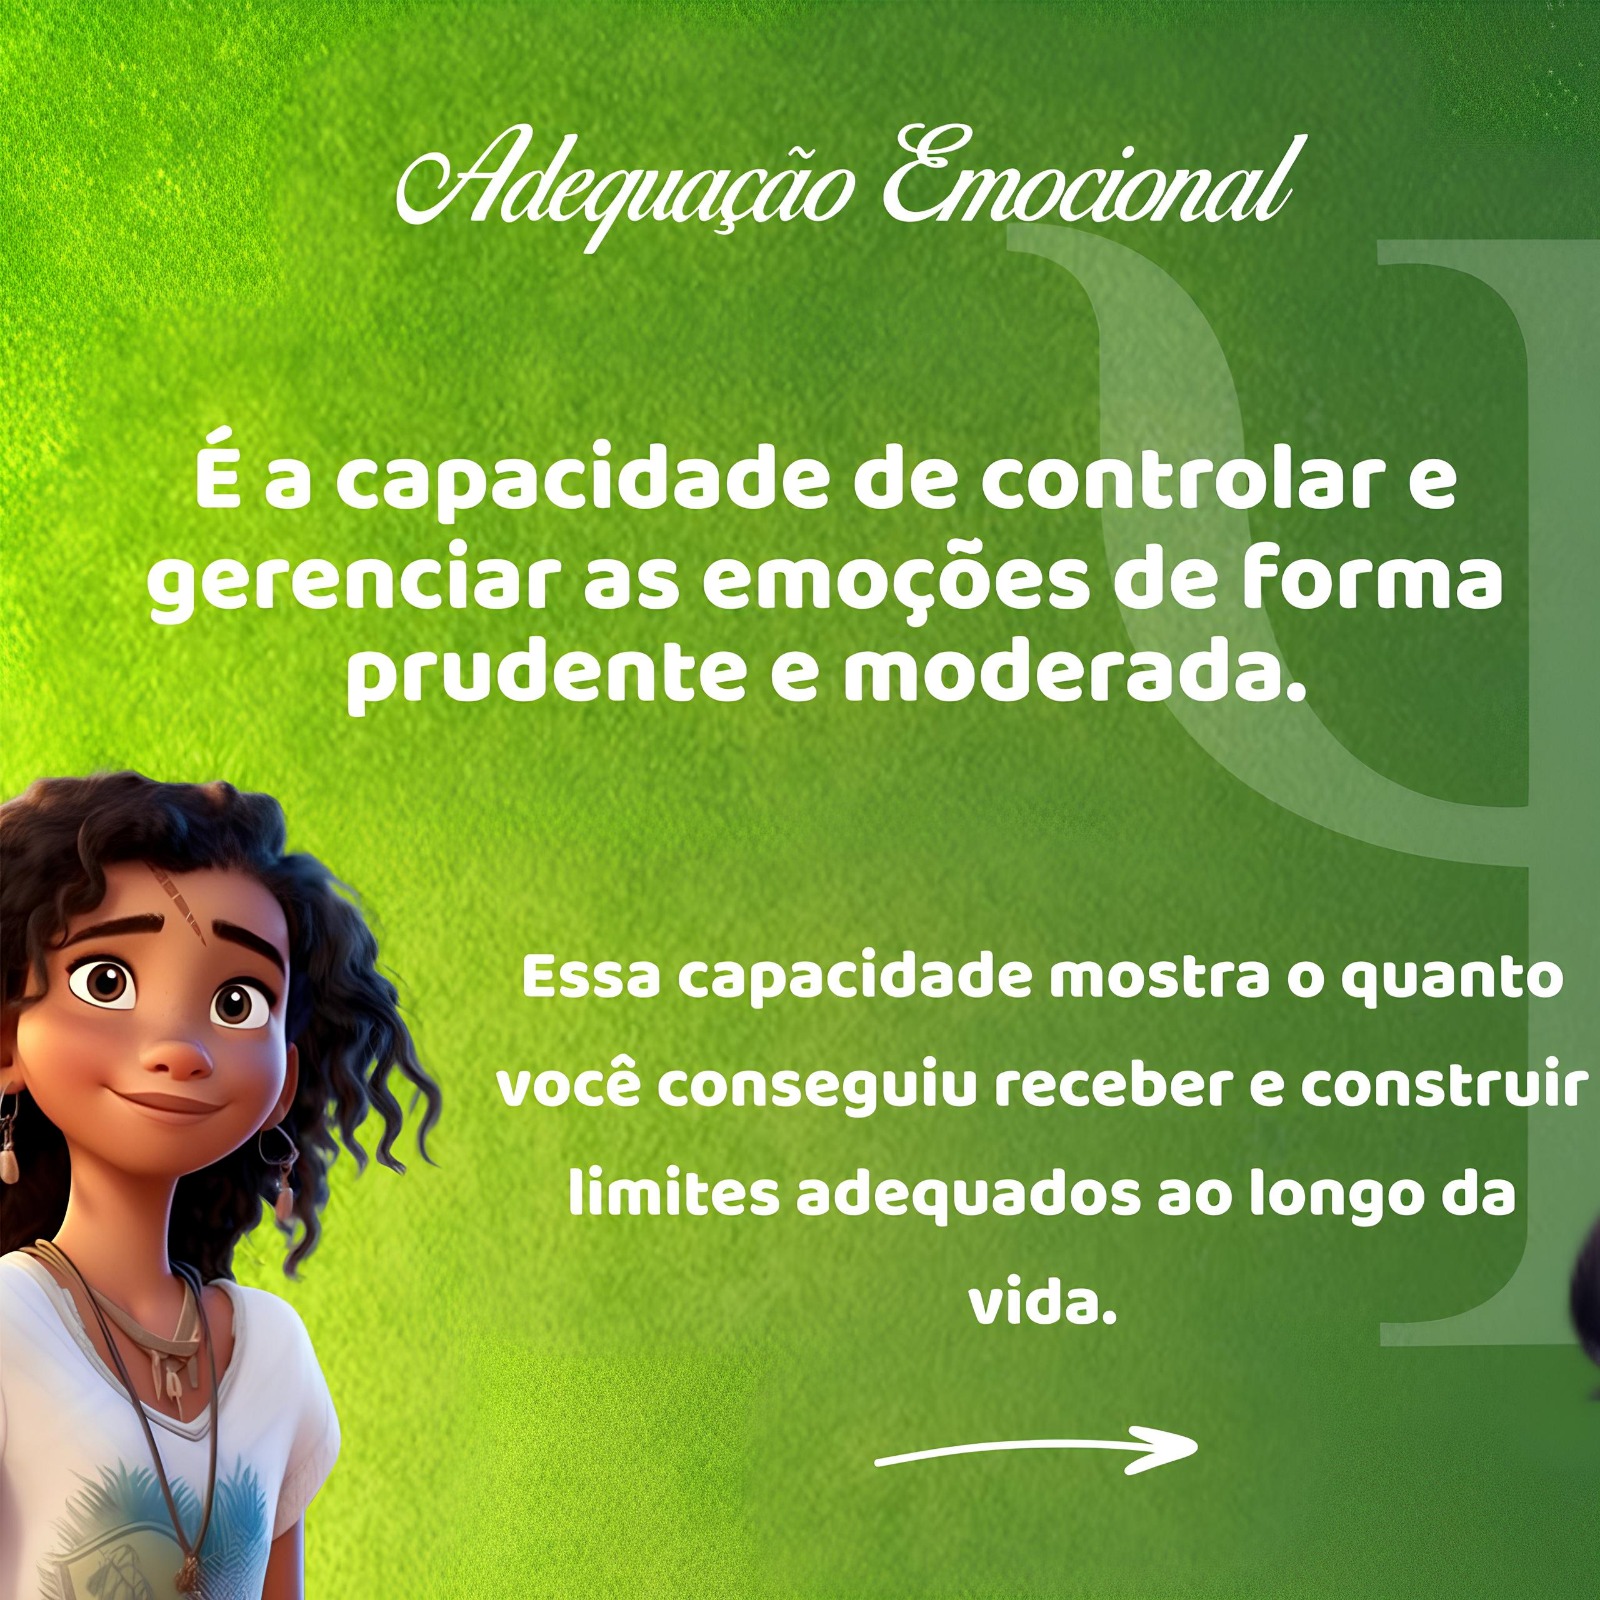 Adequação Emocional
É a capacidade de controlar e
gerenciar as emoções de forma
prudente e moderada.
Essa capacidade mostra o quanto
você conseguiu receber e construir
limites adequados ao longo da
vida.